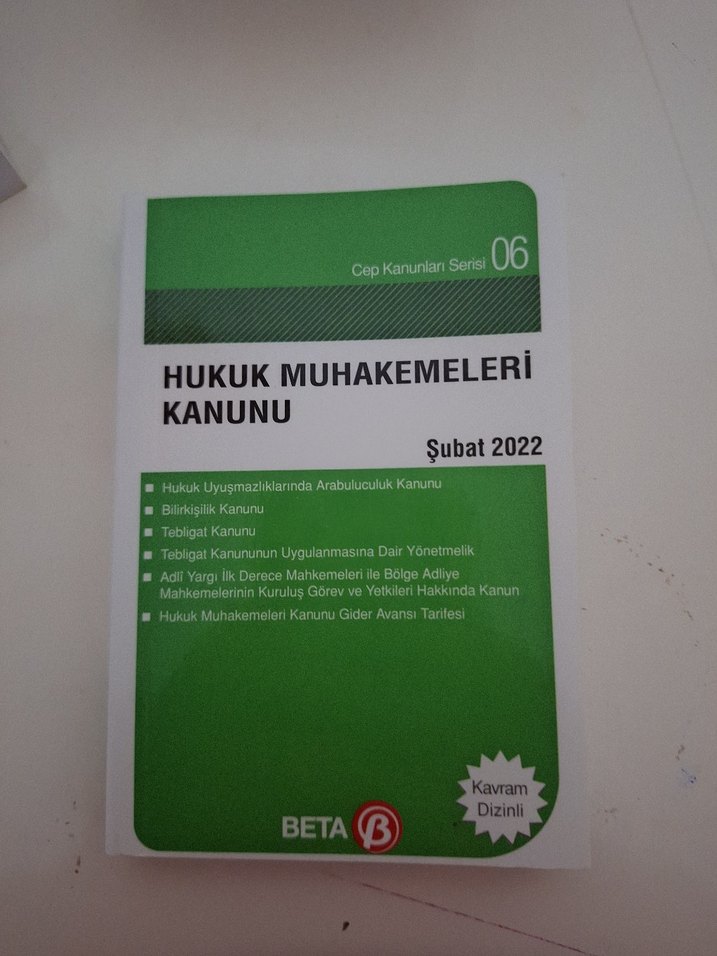 Cep Kanunları Serisi 06
HUKUK MUHAKEMELERİ
KANUNU
Şubat 2022
Hukuk Uyuşmazlıklarında Arabuluculuk Kanunu
Bilirkişilik Kanunu
Tebligat Kanunu
Tebligat Kanununun Uygulanmasına Dair Yönetmelik
Adlî Yargı İlk Derece Mahkemeleri ile Bölge Adliye
Mahkemelerinin Kuruluş Görev ve Yetkileri Hakkında Kanun
Hukuk Muhakemeleri Kanunu Gider Avansı Tarifesi
Kavram
Dizinli
BETA β